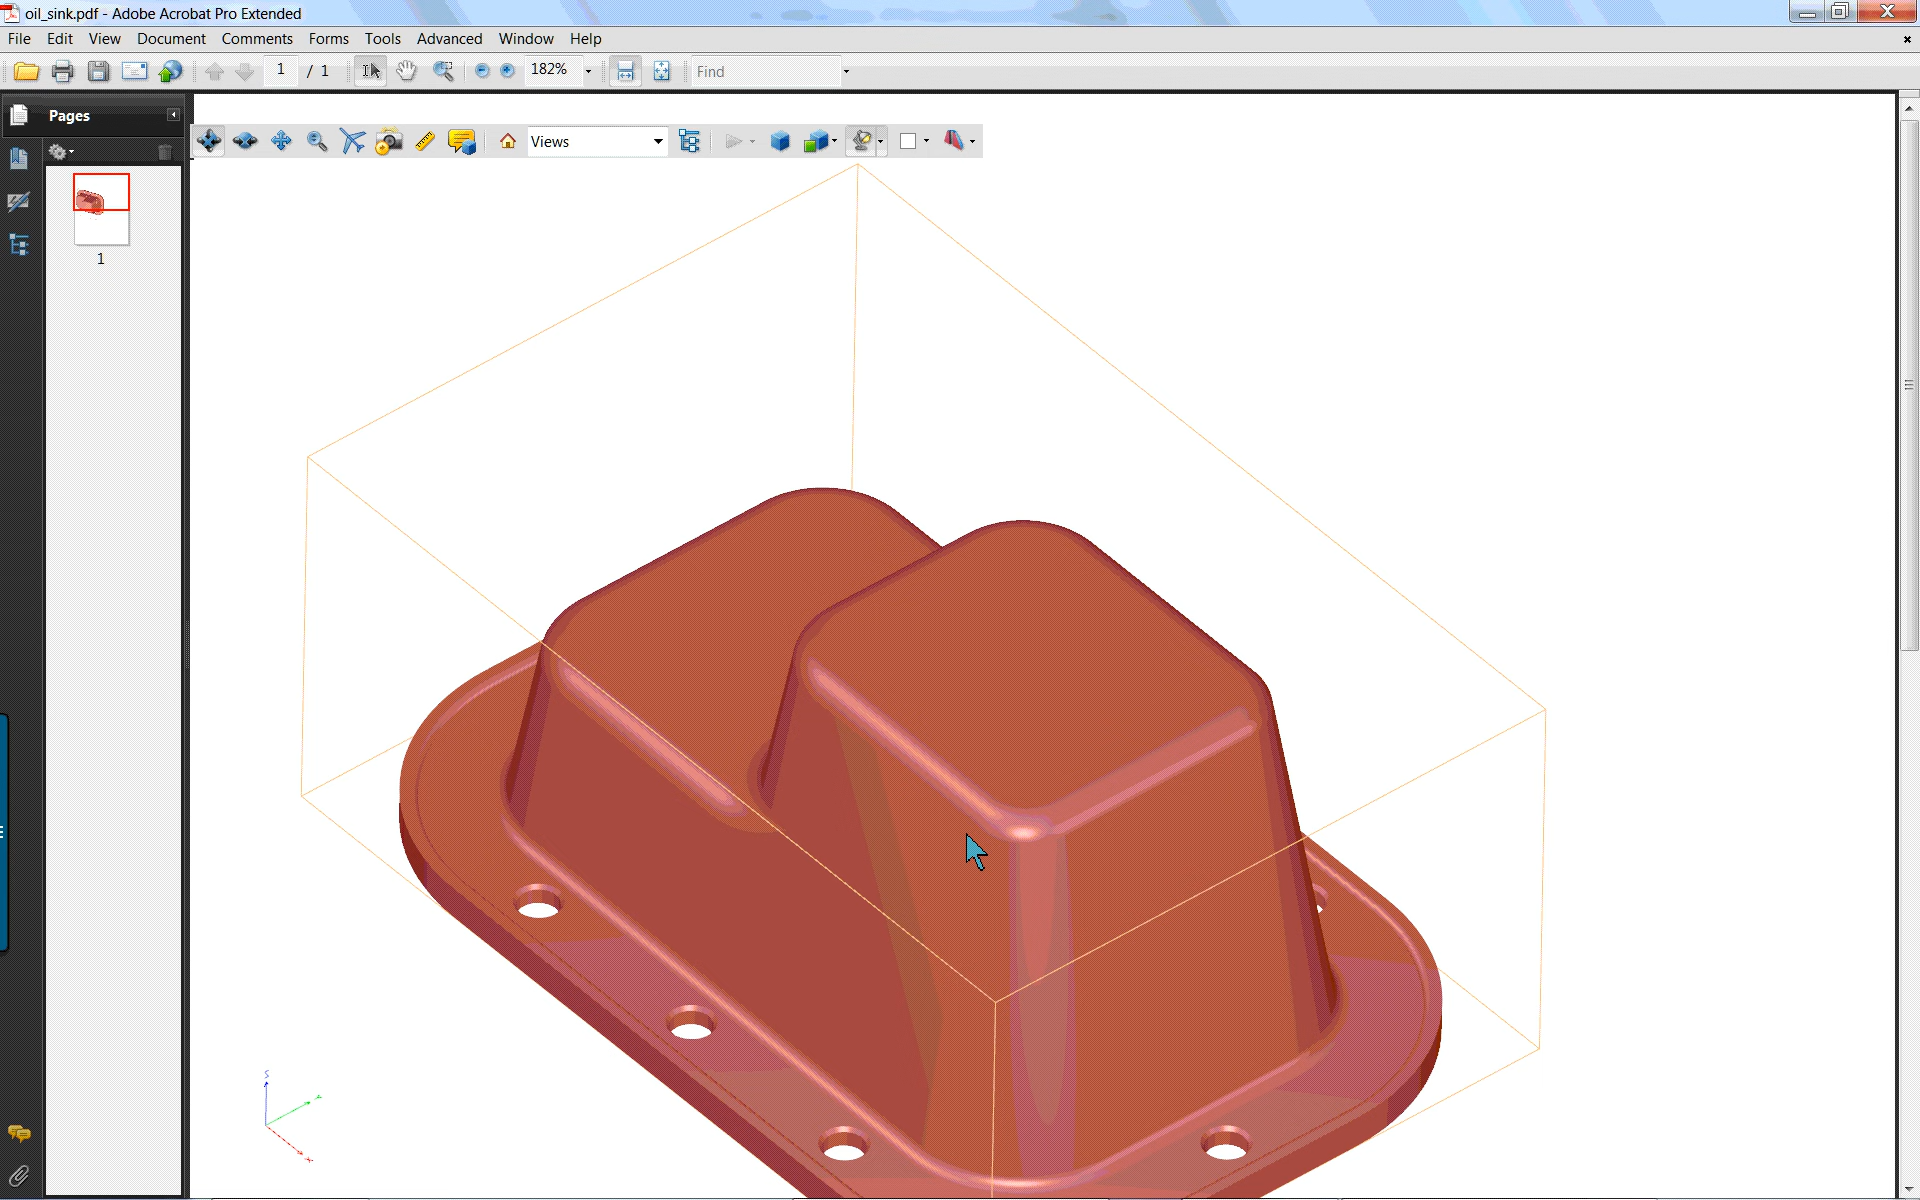 oil_sink.pdf - Adobe Acrobat Pro Extended
File Edit View Document Comments Forms Tools Advanced Window Help
1 / 1 182% Find
Pages
Views
1